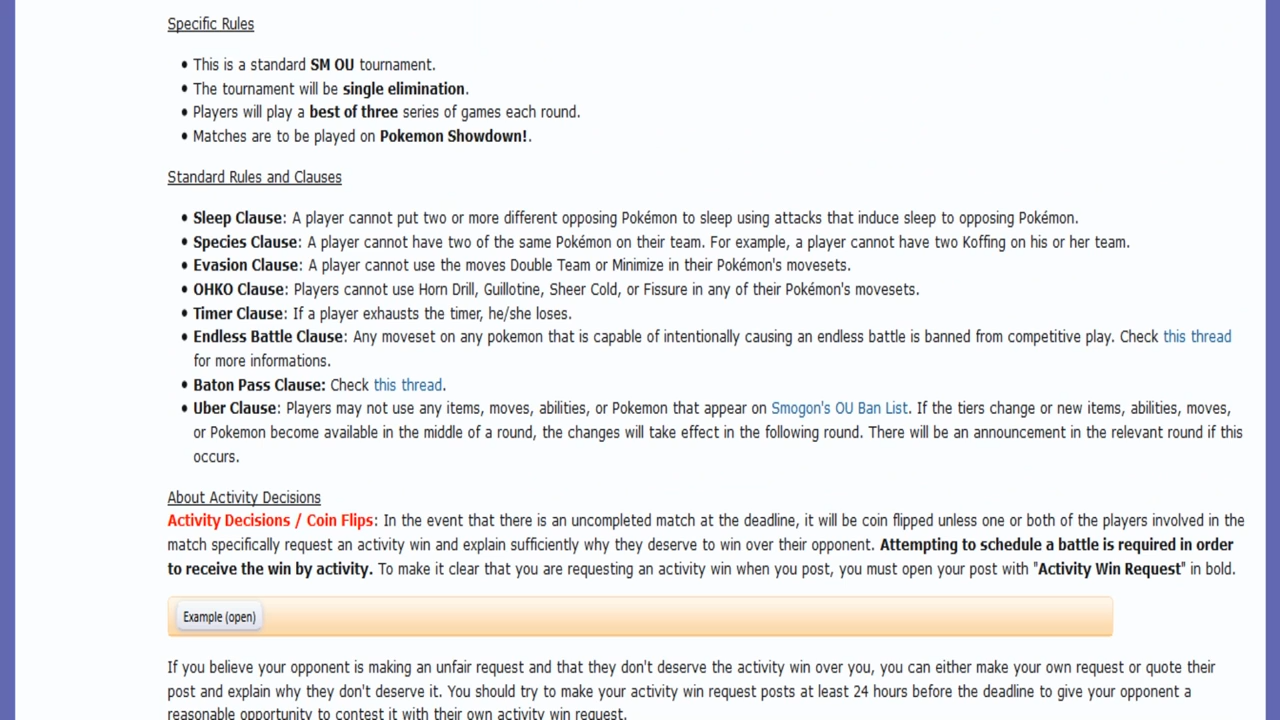 Specific Rules
• This is a standard SM OU tournament.
• The tournament will be single elimination.
• Players will play a best of three series of games each round.
• Matches are to be played on Pokemon Showdown!.
Standard Rules and Clauses
• Sleep Clause: A player cannot put two or more different opposing Pokémon to sleep using attacks that induce sleep to opposing Pokémon.
• Species Clause: A player cannot have two of the same Pokémon on their team. For example, a player cannot have two Koffing on his or her team.
• Evasion Clause: A player cannot use the moves Double Team or Minimize in their Pokémon's movesets.
• OHKO Clause: Players cannot use Horn Drill, Guillotine, Sheer Cold, or Fissure in any of their Pokémon's movesets.
• Timer Clause: If a player exhausts the timer, he/she loses.
• Endless Battle Clause: Any moveset on any pokemon that is capable of intentionally causing an endless battle is banned from competitive play. Check this thread
for more informations.
• Baton Pass Clause: Check this thread.
• Uber Clause: Players may not use any items, moves, abilities, or Pokemon that appear on Smogon's OU Ban List. If the tiers change or new items, abilities, moves,
or Pokemon become available in the middle of a round, the changes will take effect in the following round. There will be an announcement in the relevant round if this
occurs.
About Activity Decisions
Activity Decisions / Coin Flips: In the event that there is an uncompleted match at the deadline, it will be coin flipped unless one or both of the players involved in the
match specifically request an activity win and explain sufficiently why they deserve to win over their opponent. Attempting to schedule a battle is required in order
to receive the win by activity. To make it clear that you are requesting an activity win when you post, you must open your post with "Activity Win Request" in bold.
Example (open)
If you believe your opponent is making an unfair request and that they don't deserve the activity win over you, you can either make your own request or quote their
post and explain why they don't deserve it. You should try to make your activity win request posts at least 24 hours before the deadline to give your opponent a
reasonable opportunity to contest it with their own activity win request.